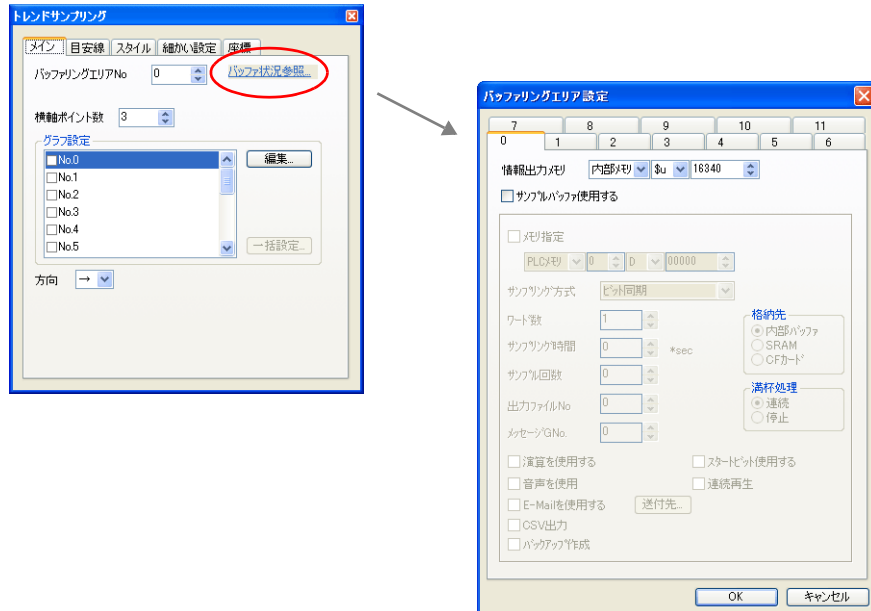 トレンドサンプリング
メイン 目安線 スタイル 細かい設定 座標
バッファリングエリアNo 0 バッファ状況参照...
横軸ポイント数 3
グラフ設定
No.0
No.1
No.2
No.3
No.4
No.5
編集...
一括設定...
方向 →
バッファリングエリア設定
7 8 9 10 11
0 1 2 3 4 5 6
情報出力メモリ 内部メモリ $u 16340
サンプルバッファ使用する
メモリ指定
PLCメモリ 0 D 00000
サンプリング方式 ビット同期
ワード数 1
サンプリング時間 0 *sec
サンプル回数 0
出力ファイルNo 0
メッセージGNo. 0
格納先
内部バッファ
SRAM
CFカード
満杯処理
連続
停止
演算を使用する スタートビット使用する
音声を使用 連続再生
E-Mailを使用する 送付先...
CSV出力
バックアップ作成
OK キャンセル